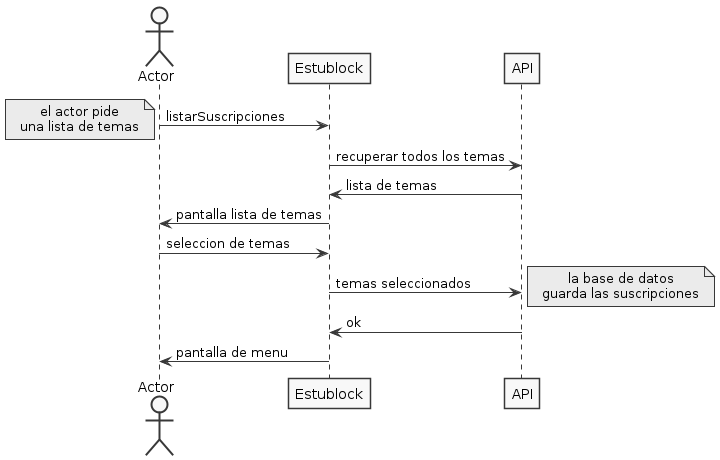 Actor
Estublock
API
el actor pide
una lista de temas
listarSuscripciones
recuperar todos los temas
lista de temas
pantalla lista de temas
seleccion de temas
temas seleccionados
la base de datos
guarda las suscripciones
ok
pantalla de menu
Actor
Estublock
API